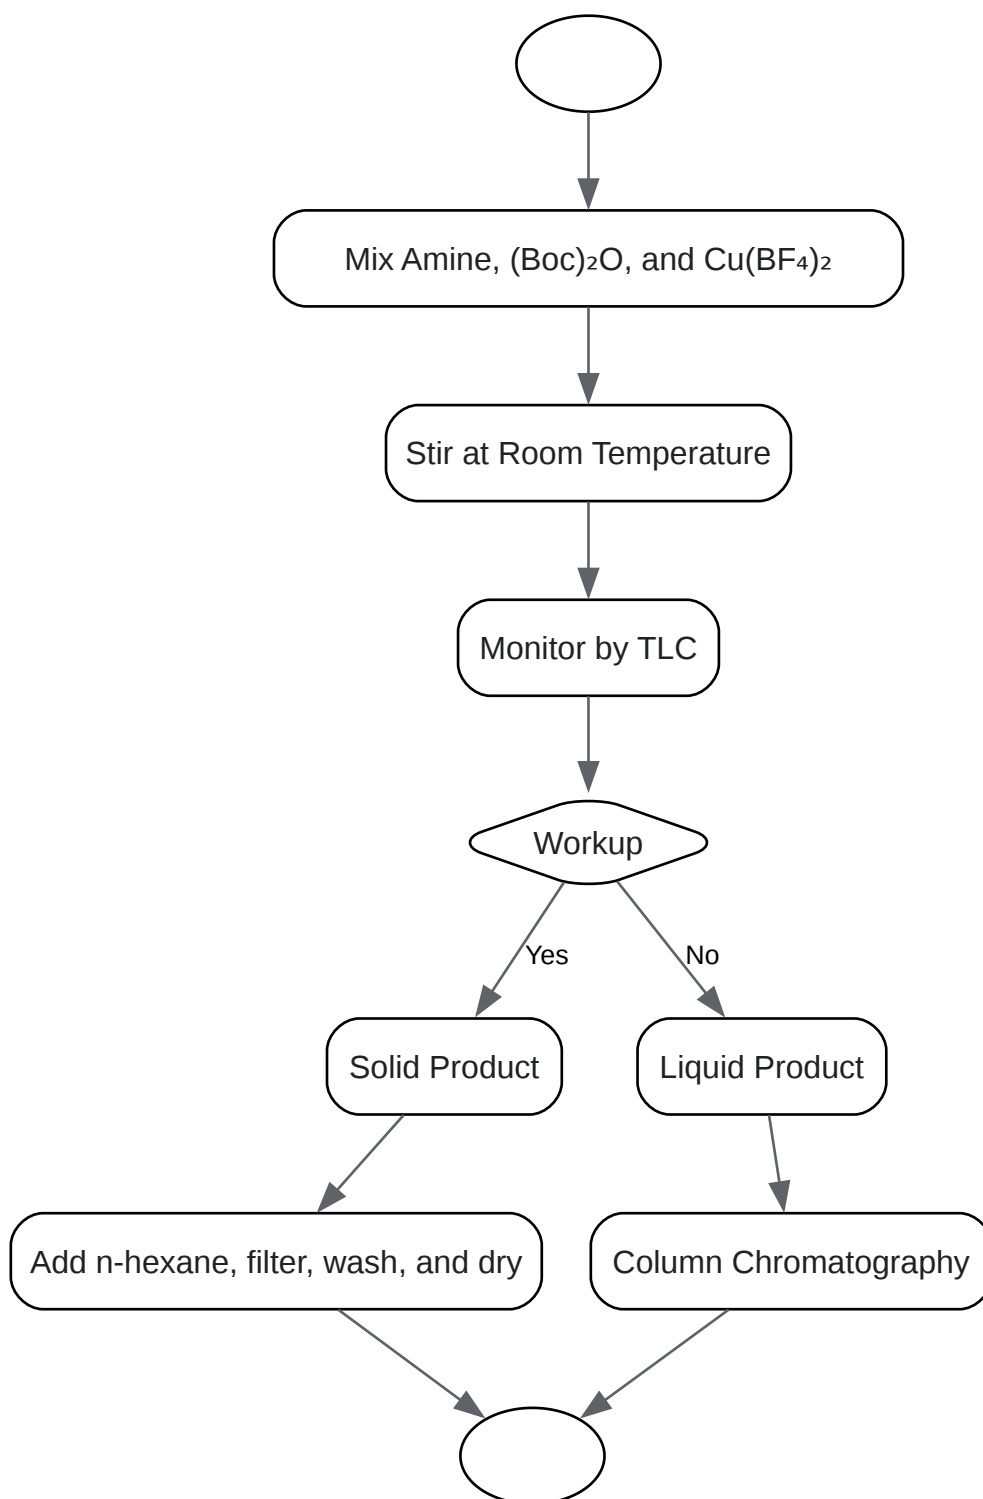 Mix Amine, (Boc)₂O, and Cu(BF₄)₂
Stir at Room Temperature
Monitor by TLC
Workup
Yes
No
Solid Product
Liquid Product
Add n-hexane, filter, wash, and dry
Column Chromatography